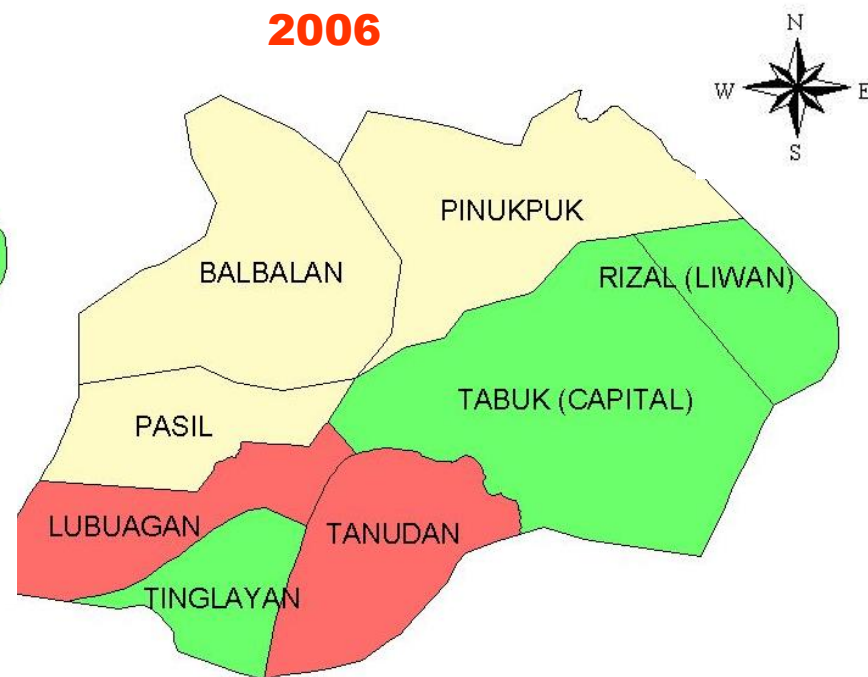 2006
N
W
E
S
PINUKPUK
BALBALAN
RIZAL (LIWAN)
TABUK (CAPITAL)
PASIL
LUBUAGAN
TANUDAN
TINGLAYAN